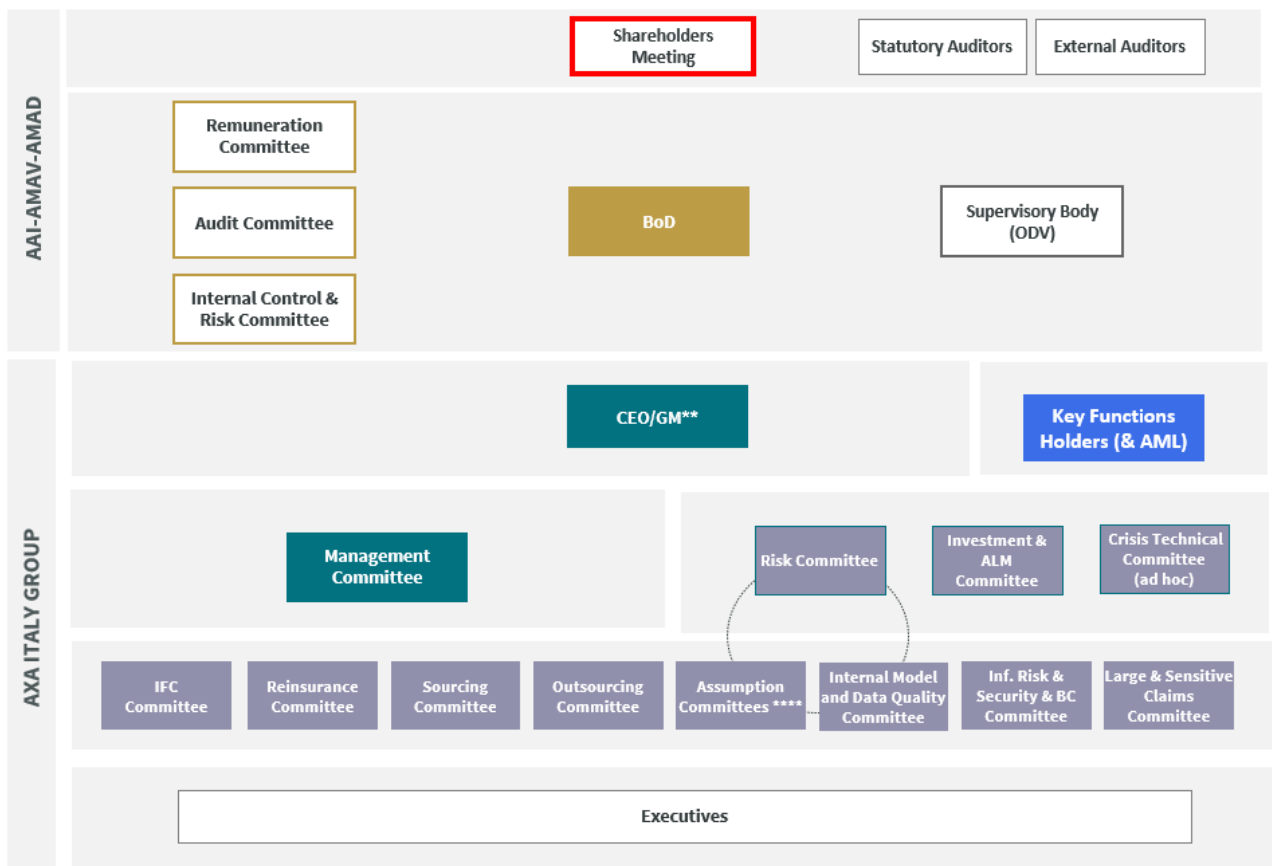 AAI-AMAV-AMAD
Shareholders
Meeting
Statutory Auditors
External Auditors
Remuneration
Committee
Audit Committee
BoD
Supervisory Body
(ODV)
Internal Control &
Risk Committee
AXA ITALY GROUP
CEO/GM**
Key Functions
Holders (& AML)
Management
Committee
Risk Committee
Investment &
ALM
Committee
Crisis Technical
Committee
(ad hoc)
IFC
Committee
Reinsurance
Committee
Sourcing
Committee
Outsourcing
Committee
Assumption
Committees ****
Internal Model
and Data Quality
Committee
Inf. Risk &
Security & BC
Committee
Large & Sensitive
Claims
Committee
Executives